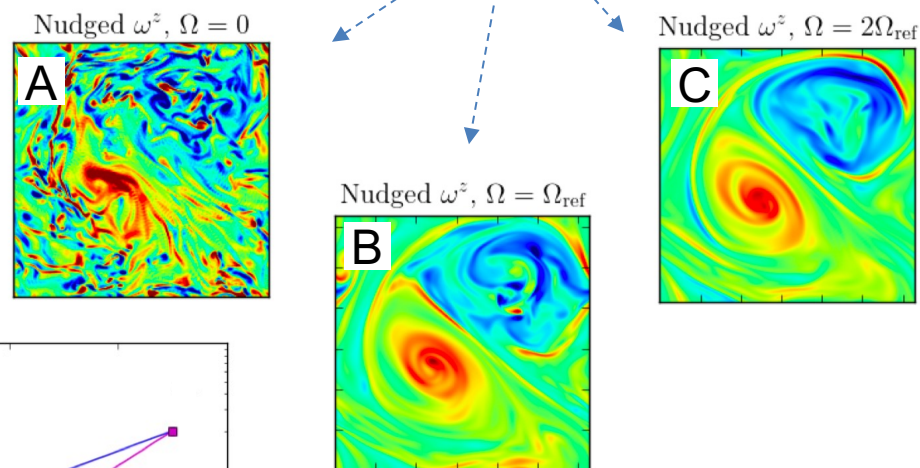 Nudged ω^z, Ω = 0
A
Nudged ω^z, Ω = Ω_ref
B
Nudged ω^z, Ω = 2Ω_ref
C